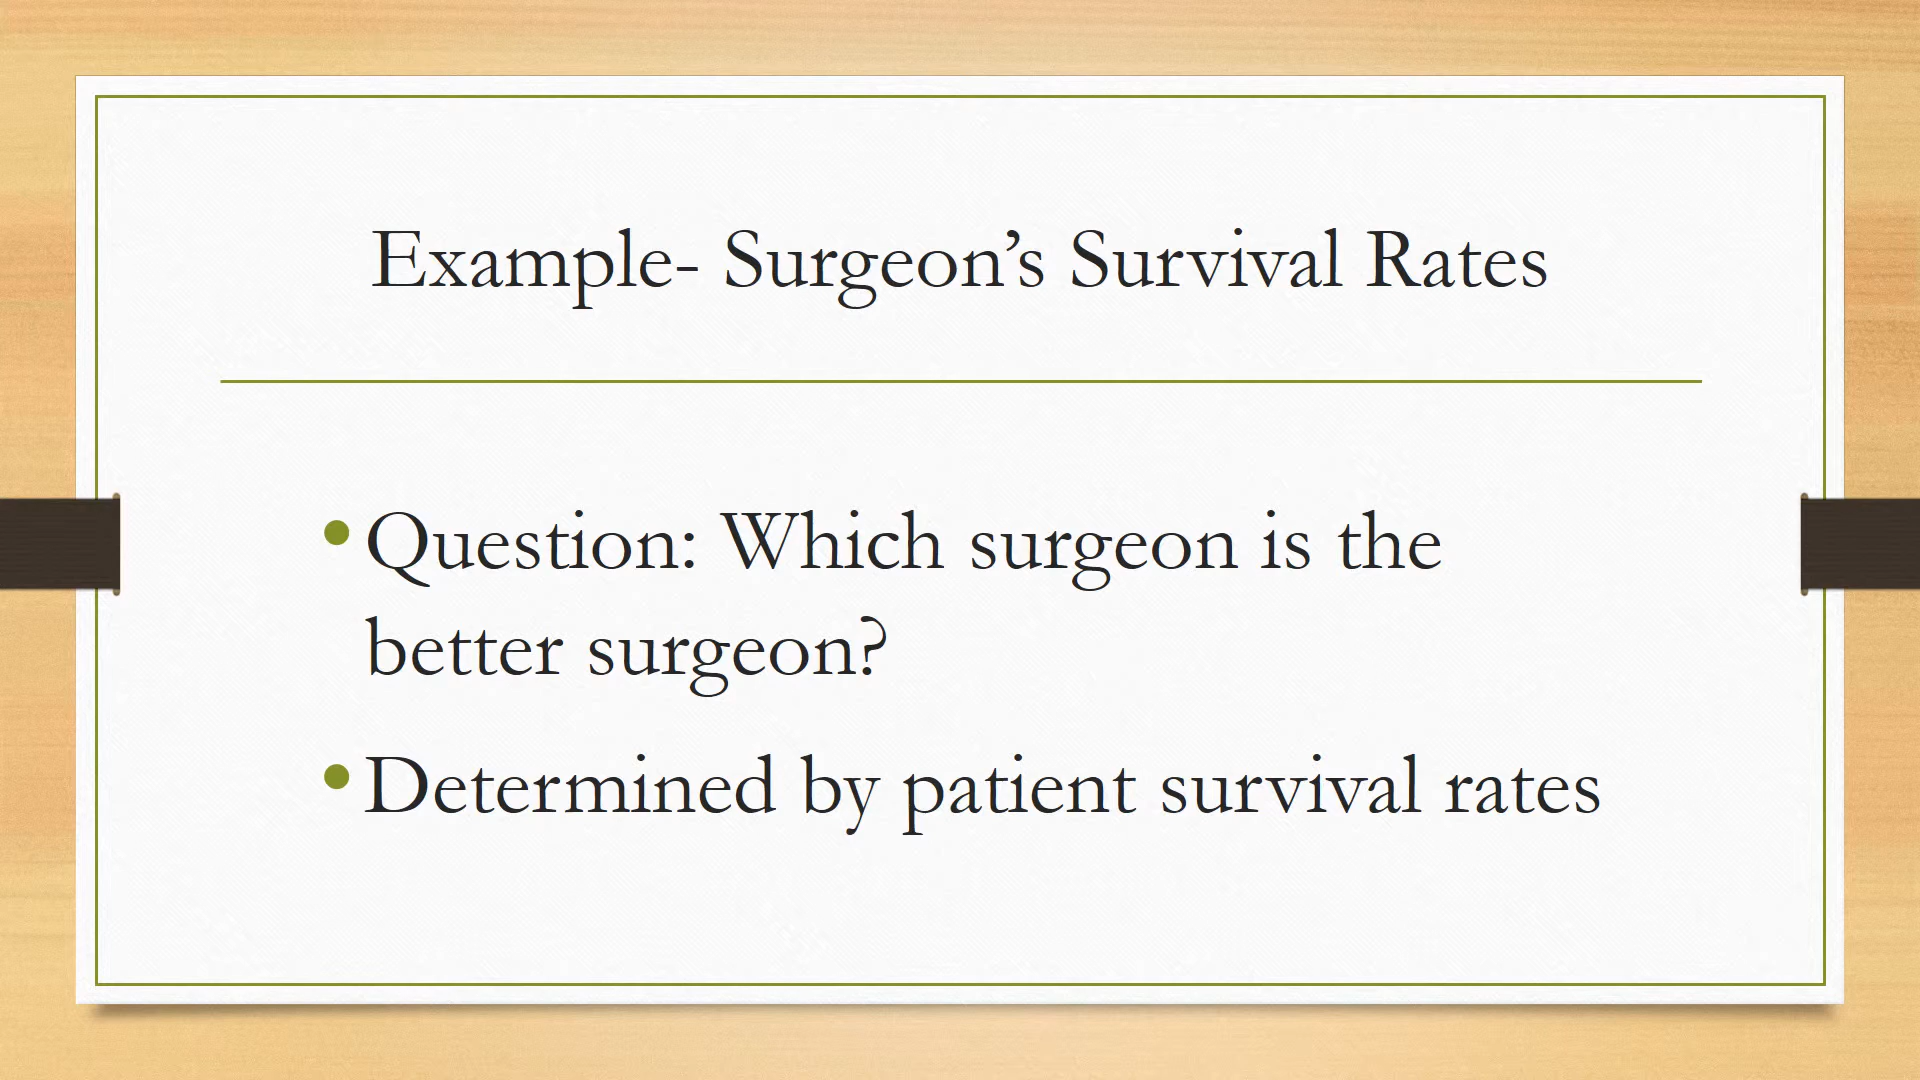 Example- Surgeon’s Survival Rates
• Question: Which surgeon is the
better surgeon?
• Determined by patient survival rates